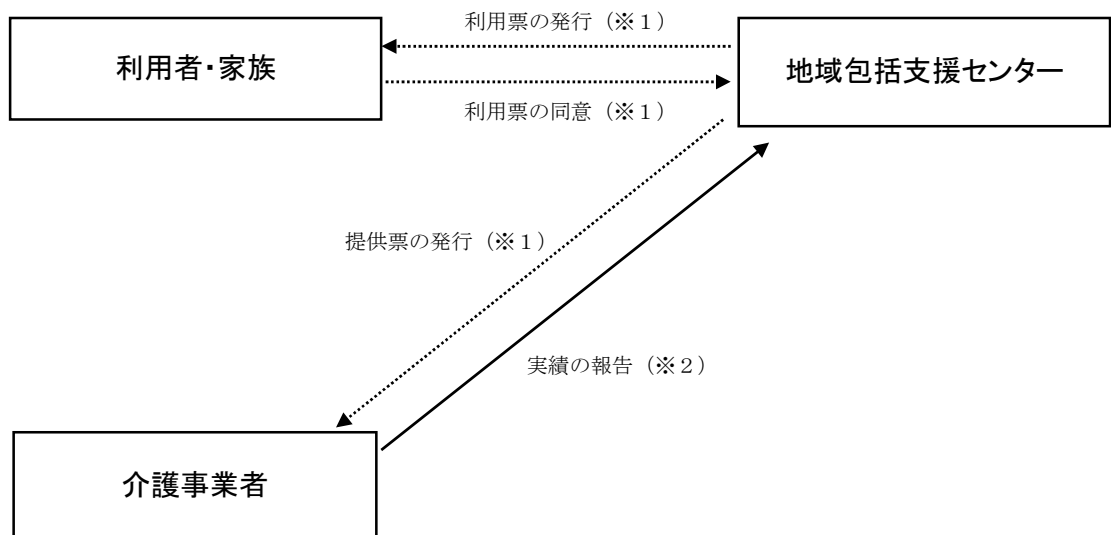 利用票の発行（※１）
利用者・家族
地域包括支援センター
利用票の同意（※１）
提供票の発行（※１）
実績の報告（※２）
介護事業者